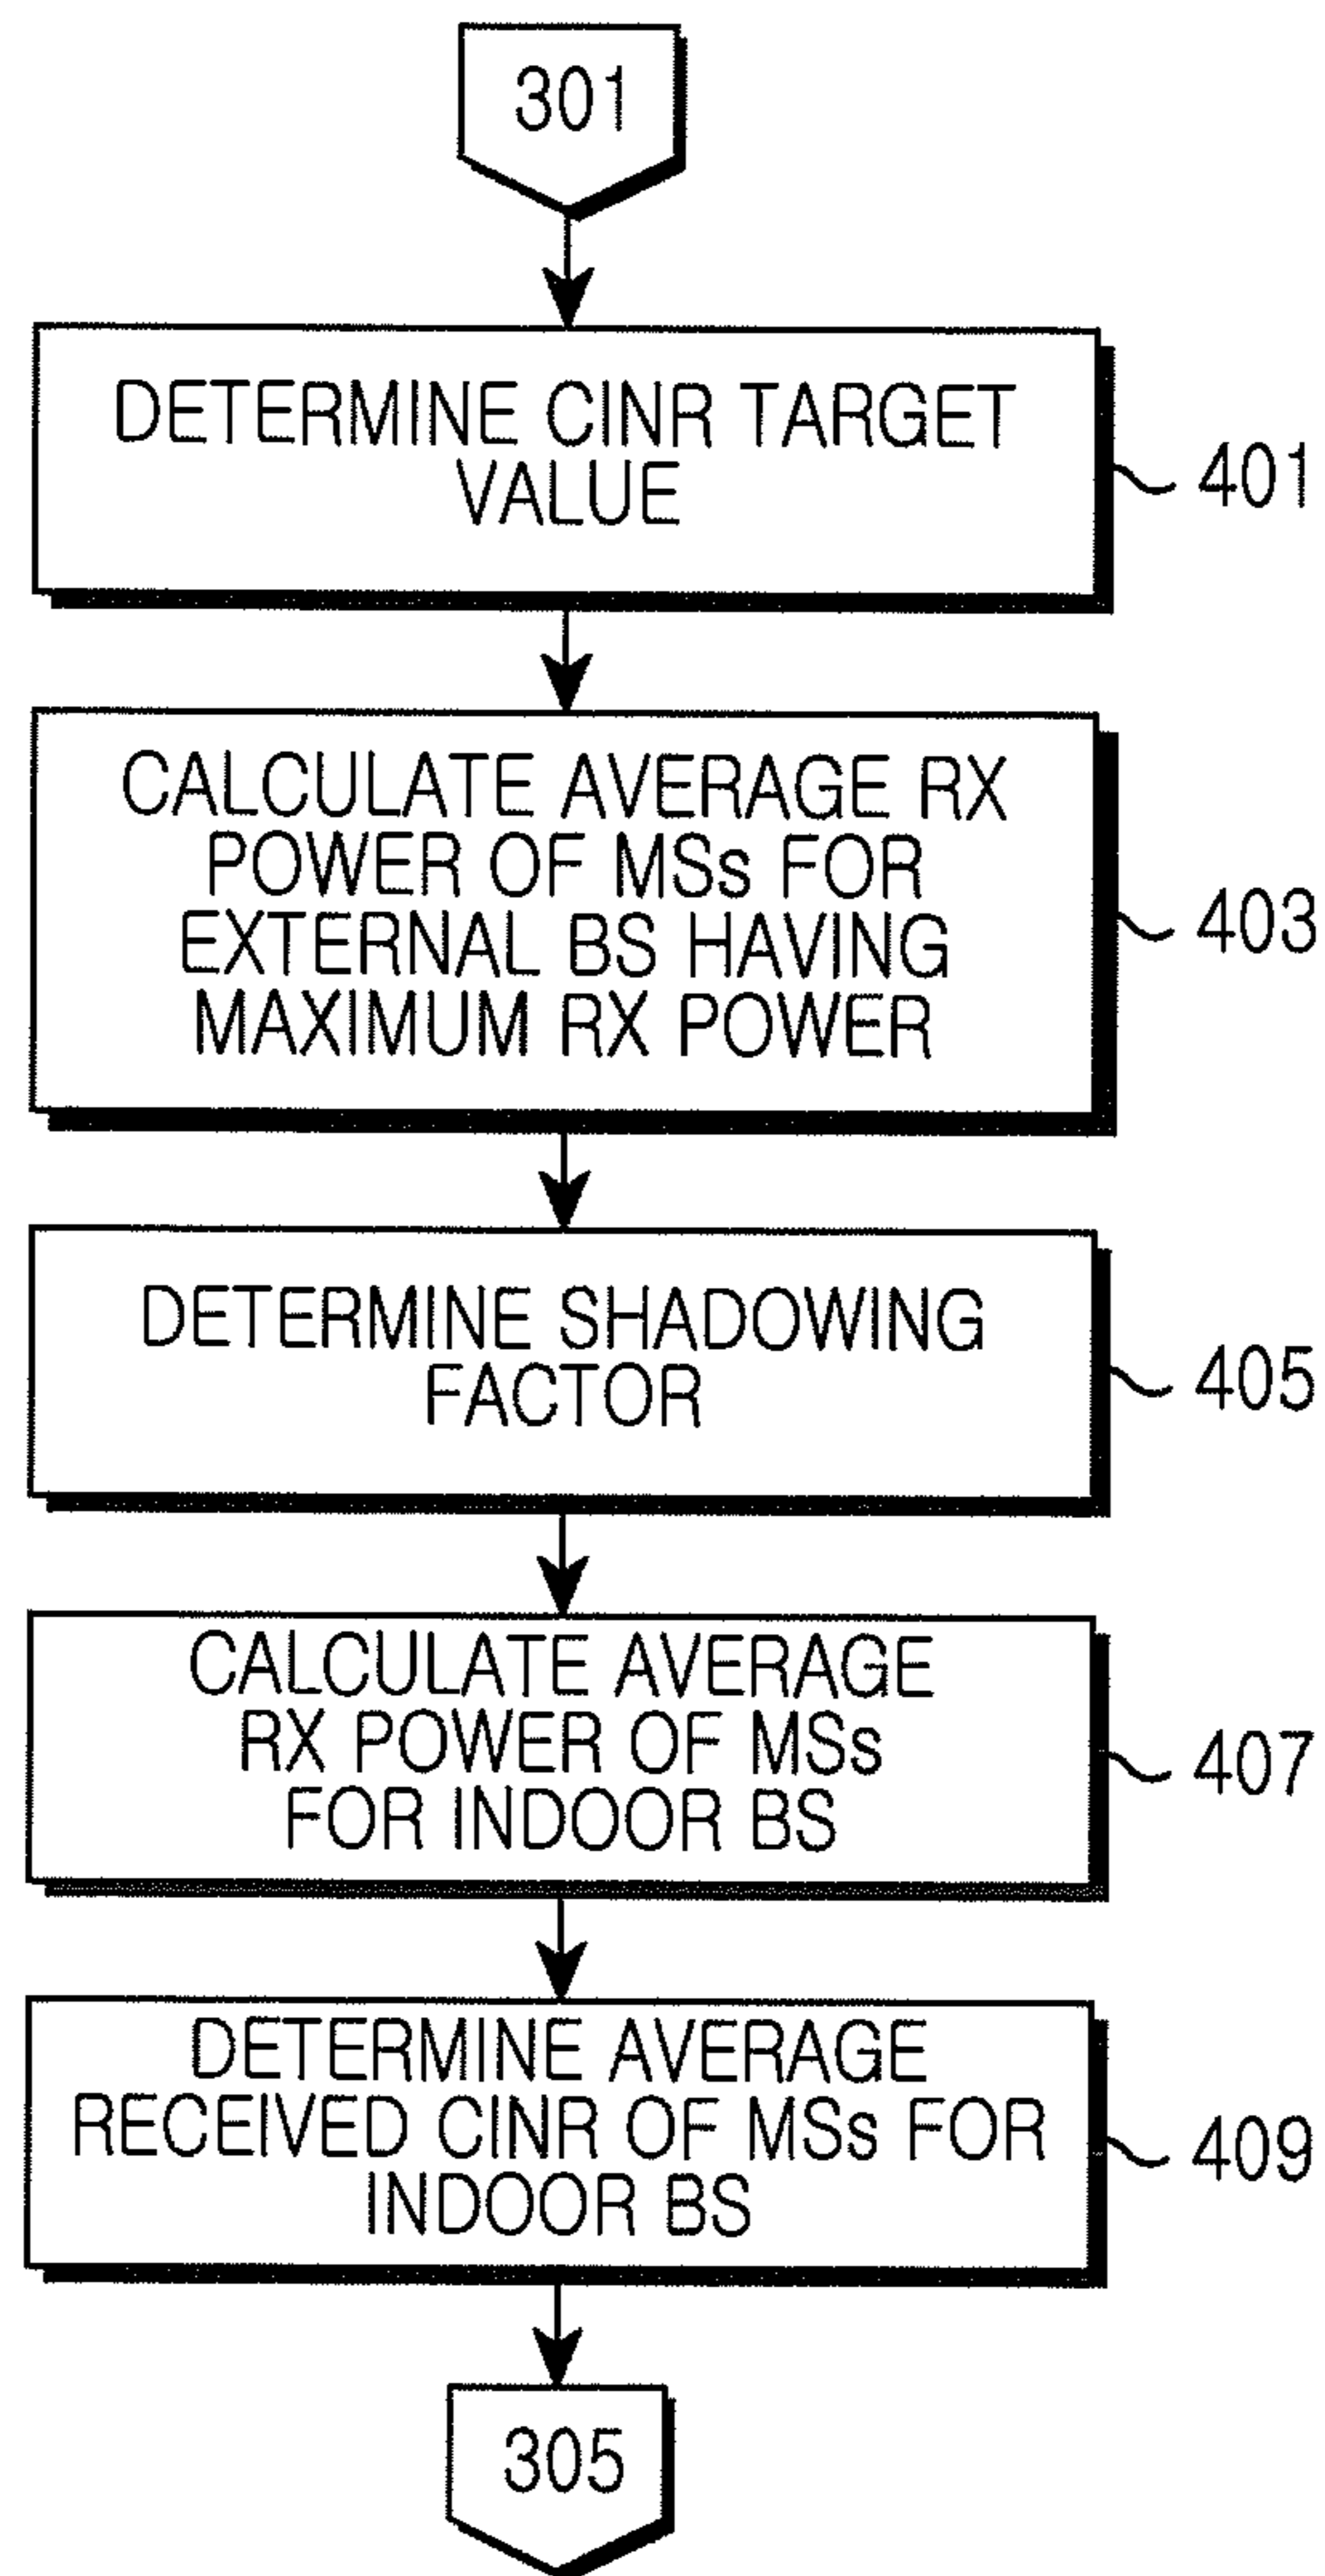 301
DETERMINE CINR TARGET
VALUE
401
CALCULATE AVERAGE RX
POWER OF MSs FOR
EXTERNAL BS HAVING
MAXIMUM RX POWER
403
DETERMINE SHADOWING
FACTOR
405
CALCULATE AVERAGE
RX POWER OF MSs
FOR INDOOR BS
407
DETERMINE AVERAGE
RECEIVED CINR OF MSs FOR
INDOOR BS
409
305